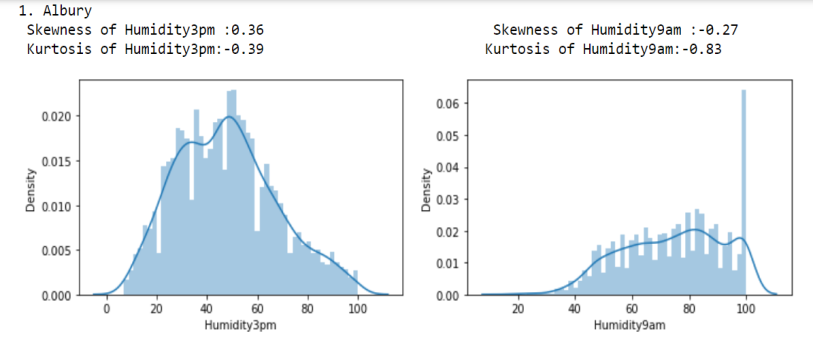 1. Albury
Skewness of Humidity3pm :0.36
Kurtosis of Humidity3pm:-0.39
Skewness of Humidity9am :-0.27
Kurtosis of Humidity9am:-0.83
0.020
0.015
0.010
0.005
0.000
Density
0 20 40 60 80 100
Humidity3pm
0.06
0.05
0.04
0.03
0.02
0.01
0.00
Density
20 40 60 80 100
Humidity9am